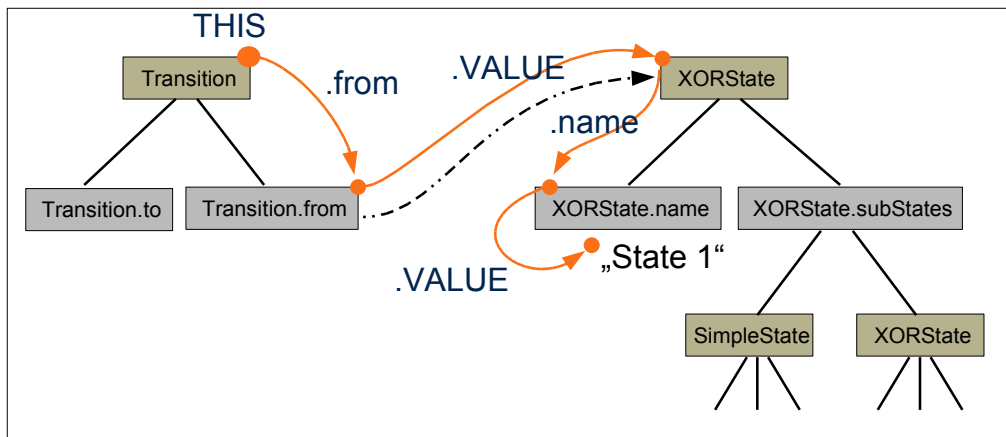 THIS
Transition
.from
.VALUE
XORState
.name
Transition.to
Transition.from
XORState.name
XORState.subStates
.VALUE
„State 1“
SimpleState
XORState